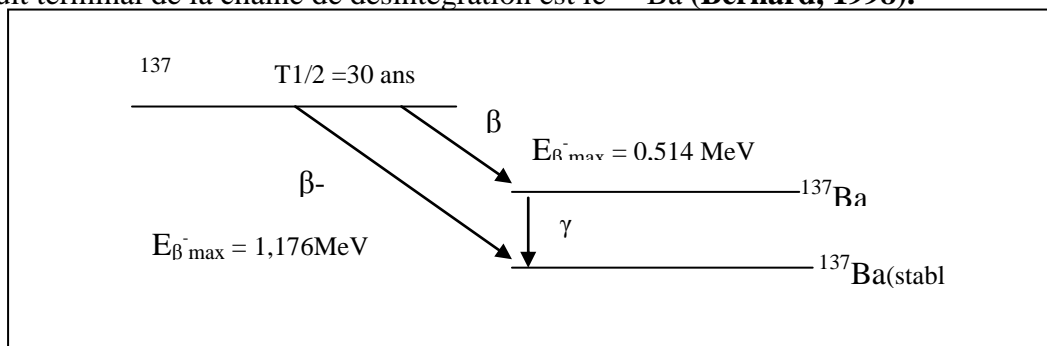 terminal de la chaîne de désintégration est le Ba (Bernard, 1998).
137 T1/2 =30 ans
β
Eβ-max = 0.514 MeV
β-
137Ba
γ
Eβ-max = 1,176MeV
137Ba(stabl